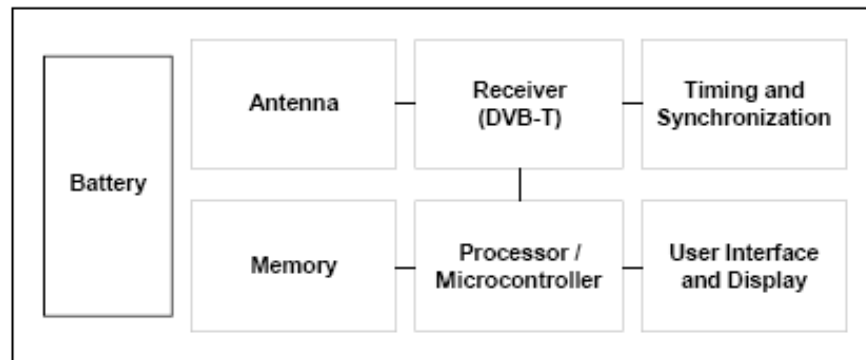 Battery
Antenna
Receiver
(DVB-T)
Timing and
Synchronization
Memory
Processor /
Microcontroller
User Interface
and Display